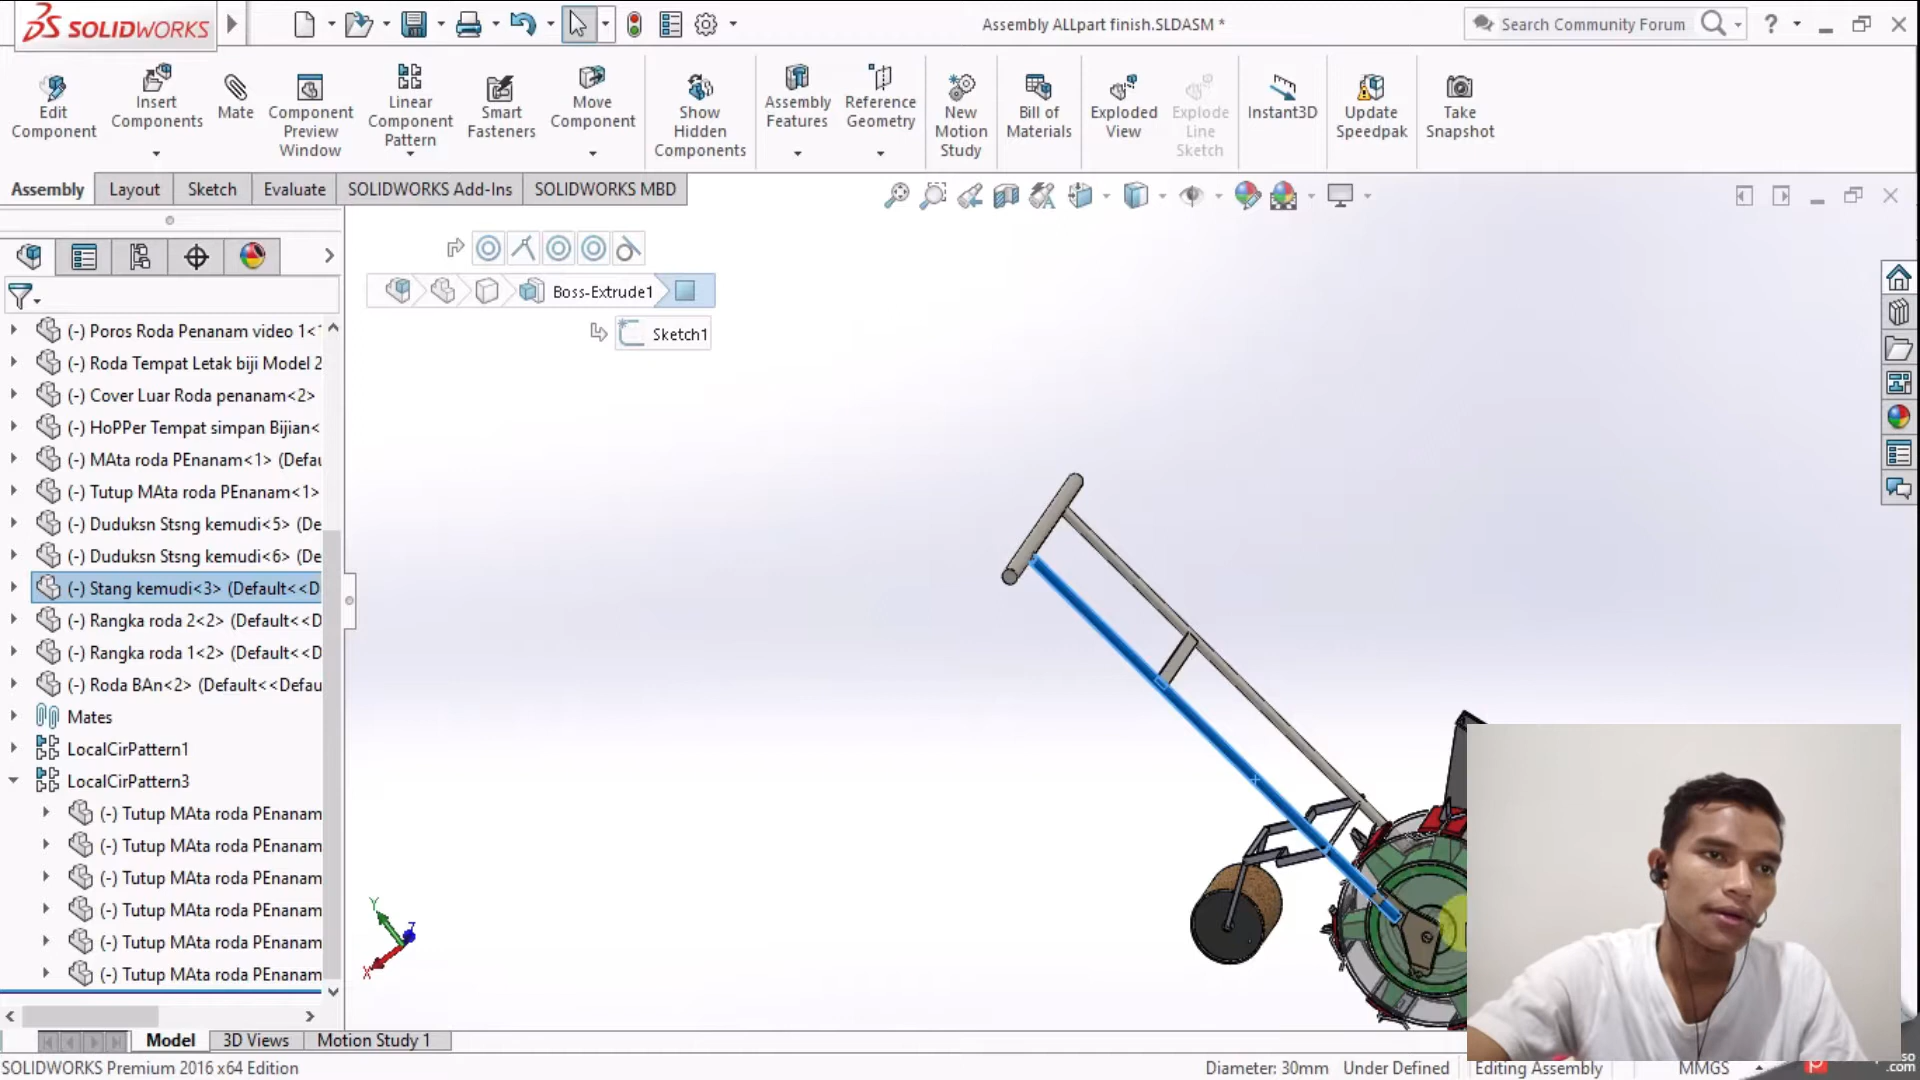 SOLIDWORKS
Assembly ALLpart finish.SLDASM *
Search Community Forum
?
Edit Component
Insert Components
Mate
Component Preview Window
Linear Component Pattern
Smart Fasteners
Move Component
Show Hidden Components
Assembly Features
Reference Geometry
New Motion Study
Bill of Materials
Exploded View
Explode Line Sketch
Instant3D
Update Speedpak
Take Snapshot
Assembly
Layout
Sketch
Evaluate
SOLIDWORKS Add-Ins
SOLIDWORKS MBD
Boss-Extrude1
Sketch1
(-) Poros Roda Penanam video 1<
(-) Roda Tempat Letak biji Model 2
(-) Cover Luar Roda penanam<2>
(-) HoPPer Tempat simpan Bijian<
(-) MAta roda PEnanam<1> (Defau
(-) Tutup MAta roda PEnanam<1>
(-) Duduksn Stsng kemudi<5> (De
(-) Duduksn Stsng kemudi<6> (De
(-) Stang kemudi<3> (Default<<D
(-) Rangka roda 2<2> (Default<<D
(-) Rangka roda 1<2> (Default<<D
(-) Roda BAn<2> (Default<<Defau
Mates
LocalCirPattern1
LocalCirPattern3
(-) Tutup MAta roda PEnanam
(-) Tutup MAta roda PEnanam
(-) Tutup MAta roda PEnanam
(-) Tutup MAta roda PEnanam
(-) Tutup MAta roda PEnanam
(-) Tutup MAta roda PEnanam
Y
Z
X
Model
3D Views
Motion Study 1
SOLIDWORKS Premium 2016 x64 Edition
Diameter: 30mm
Under Defined
Editing Assembly
MMGS
.com